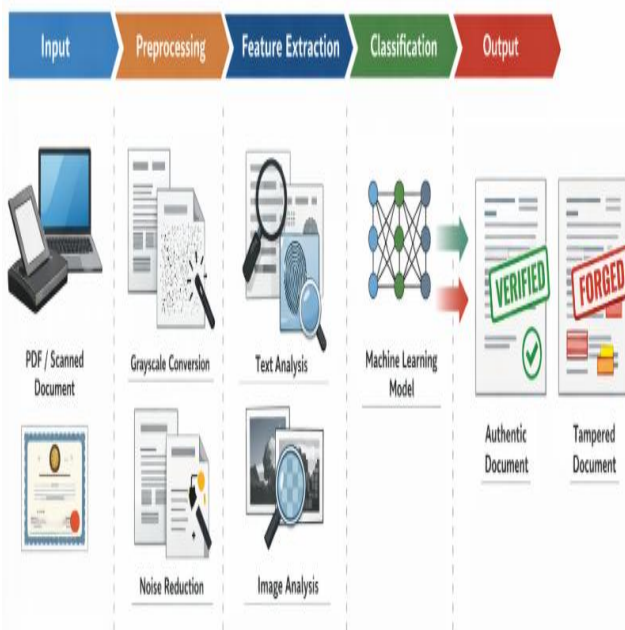 Input
Preprocessing
Feature Extraction
Classification
Output
PDF / Scanned
Document
Grayscale Conversion
Noise Reduction
Text Analysis
Image Analysis
Machine Learning
Model
VERIFIED
FORGED
Authentic
Document
Tampered
Document